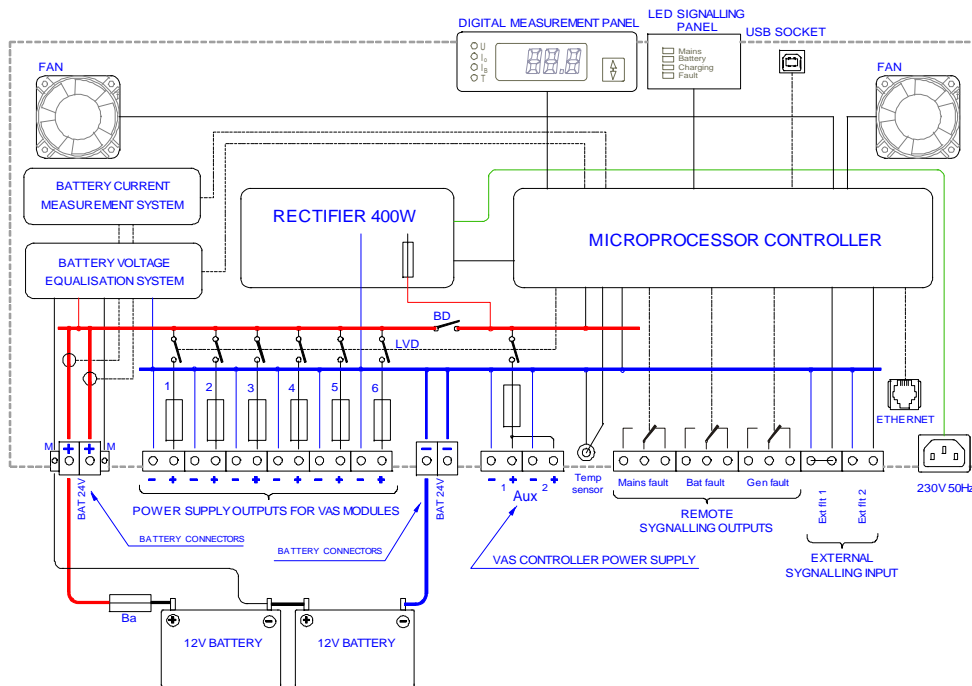 DIGITAL MEASUREMENT PANEL
LED SIGNALLING
PANEL
USB SOCKET
U
I₀
I_B
T
88.8
Mains
Battery
Charging
Fault
FAN
FAN
BATTERY CURRENT
MEASUREMENT SYSTEM
RECTIFIER 400W
MICROPROCESSOR CONTROLLER
BATTERY VOLTAGE
EQUALISATION SYSTEM
BD
LVD
1
2
3
4
5
6
ETHERNET
M
+
+
M
BAT 24V
-
+
-
+
-
+
-
+
-
+
-
+
-
-
BAT 24V
-
1
+
-
2
+
Aux
Temp
sensor
Mains fault
Bat fault
Gen fault
Ext flt 1
Ext flt 2
230V 50Hz
POWER SUPPLY OUTPUTS FOR VAS MODULES
REMOTE
SYGNALLING OUTPUTS
BATTERY CONNECTORS
BATTERY CONNECTORS
VAS CONTROLLER POWER SUPPLY
EXTERNAL
SYGNALLING INPUT
Ba
+
-
12V BATTERY
+
-
12V BATTERY